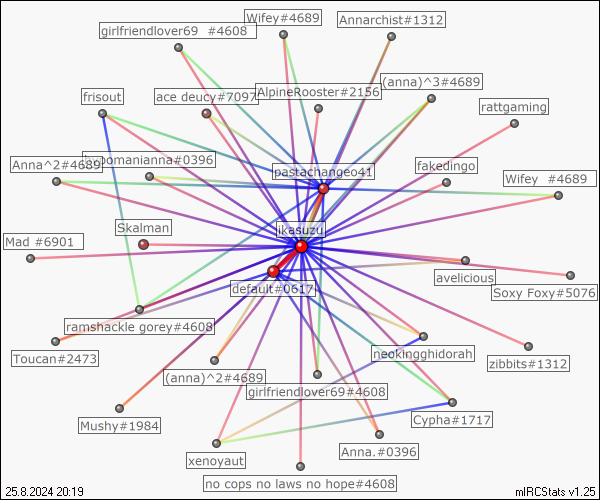 Wifey#4689
Annarchist#1312
girlfriendlover69 #4608
(anna)^3#4689
AlpineRooster#2156
ace deucy#7097
frisout
rattgaming
Anna^2#4689
#0396
pastachangeo41
fakedingo
Wifey #4689
Skalman
ikasuzu
Mad #6901
avelicious
default#0617
Soxy Foxy#5076
ramshackle gorey#4608
Toucan#2473
neokingghidorah
zibbits#1312
(anna)^2#4689
girlfriendlover69#4608
Mushy#1984
Cypha#1717
Anna.#0396
xenoyaut
no cops no laws no hope#4608
25.8.2024 20:19
mIRCStats v1.25